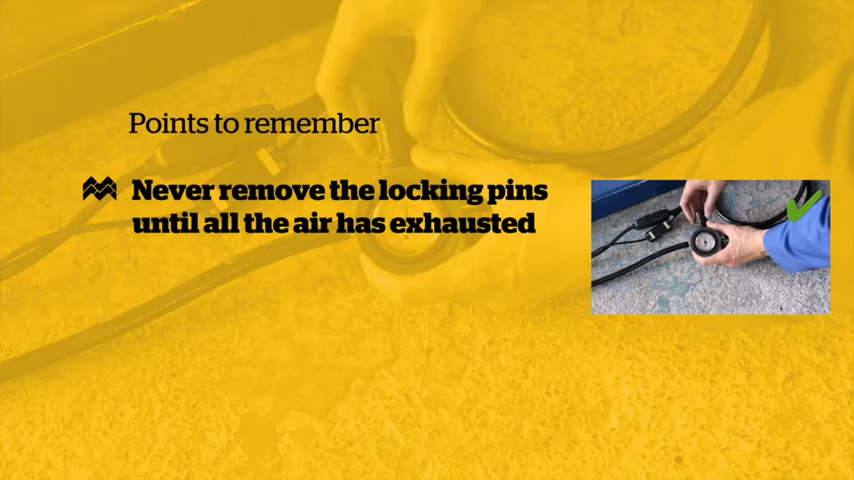 Points to remember
Never remove the locking pins
until all the air has exhausted